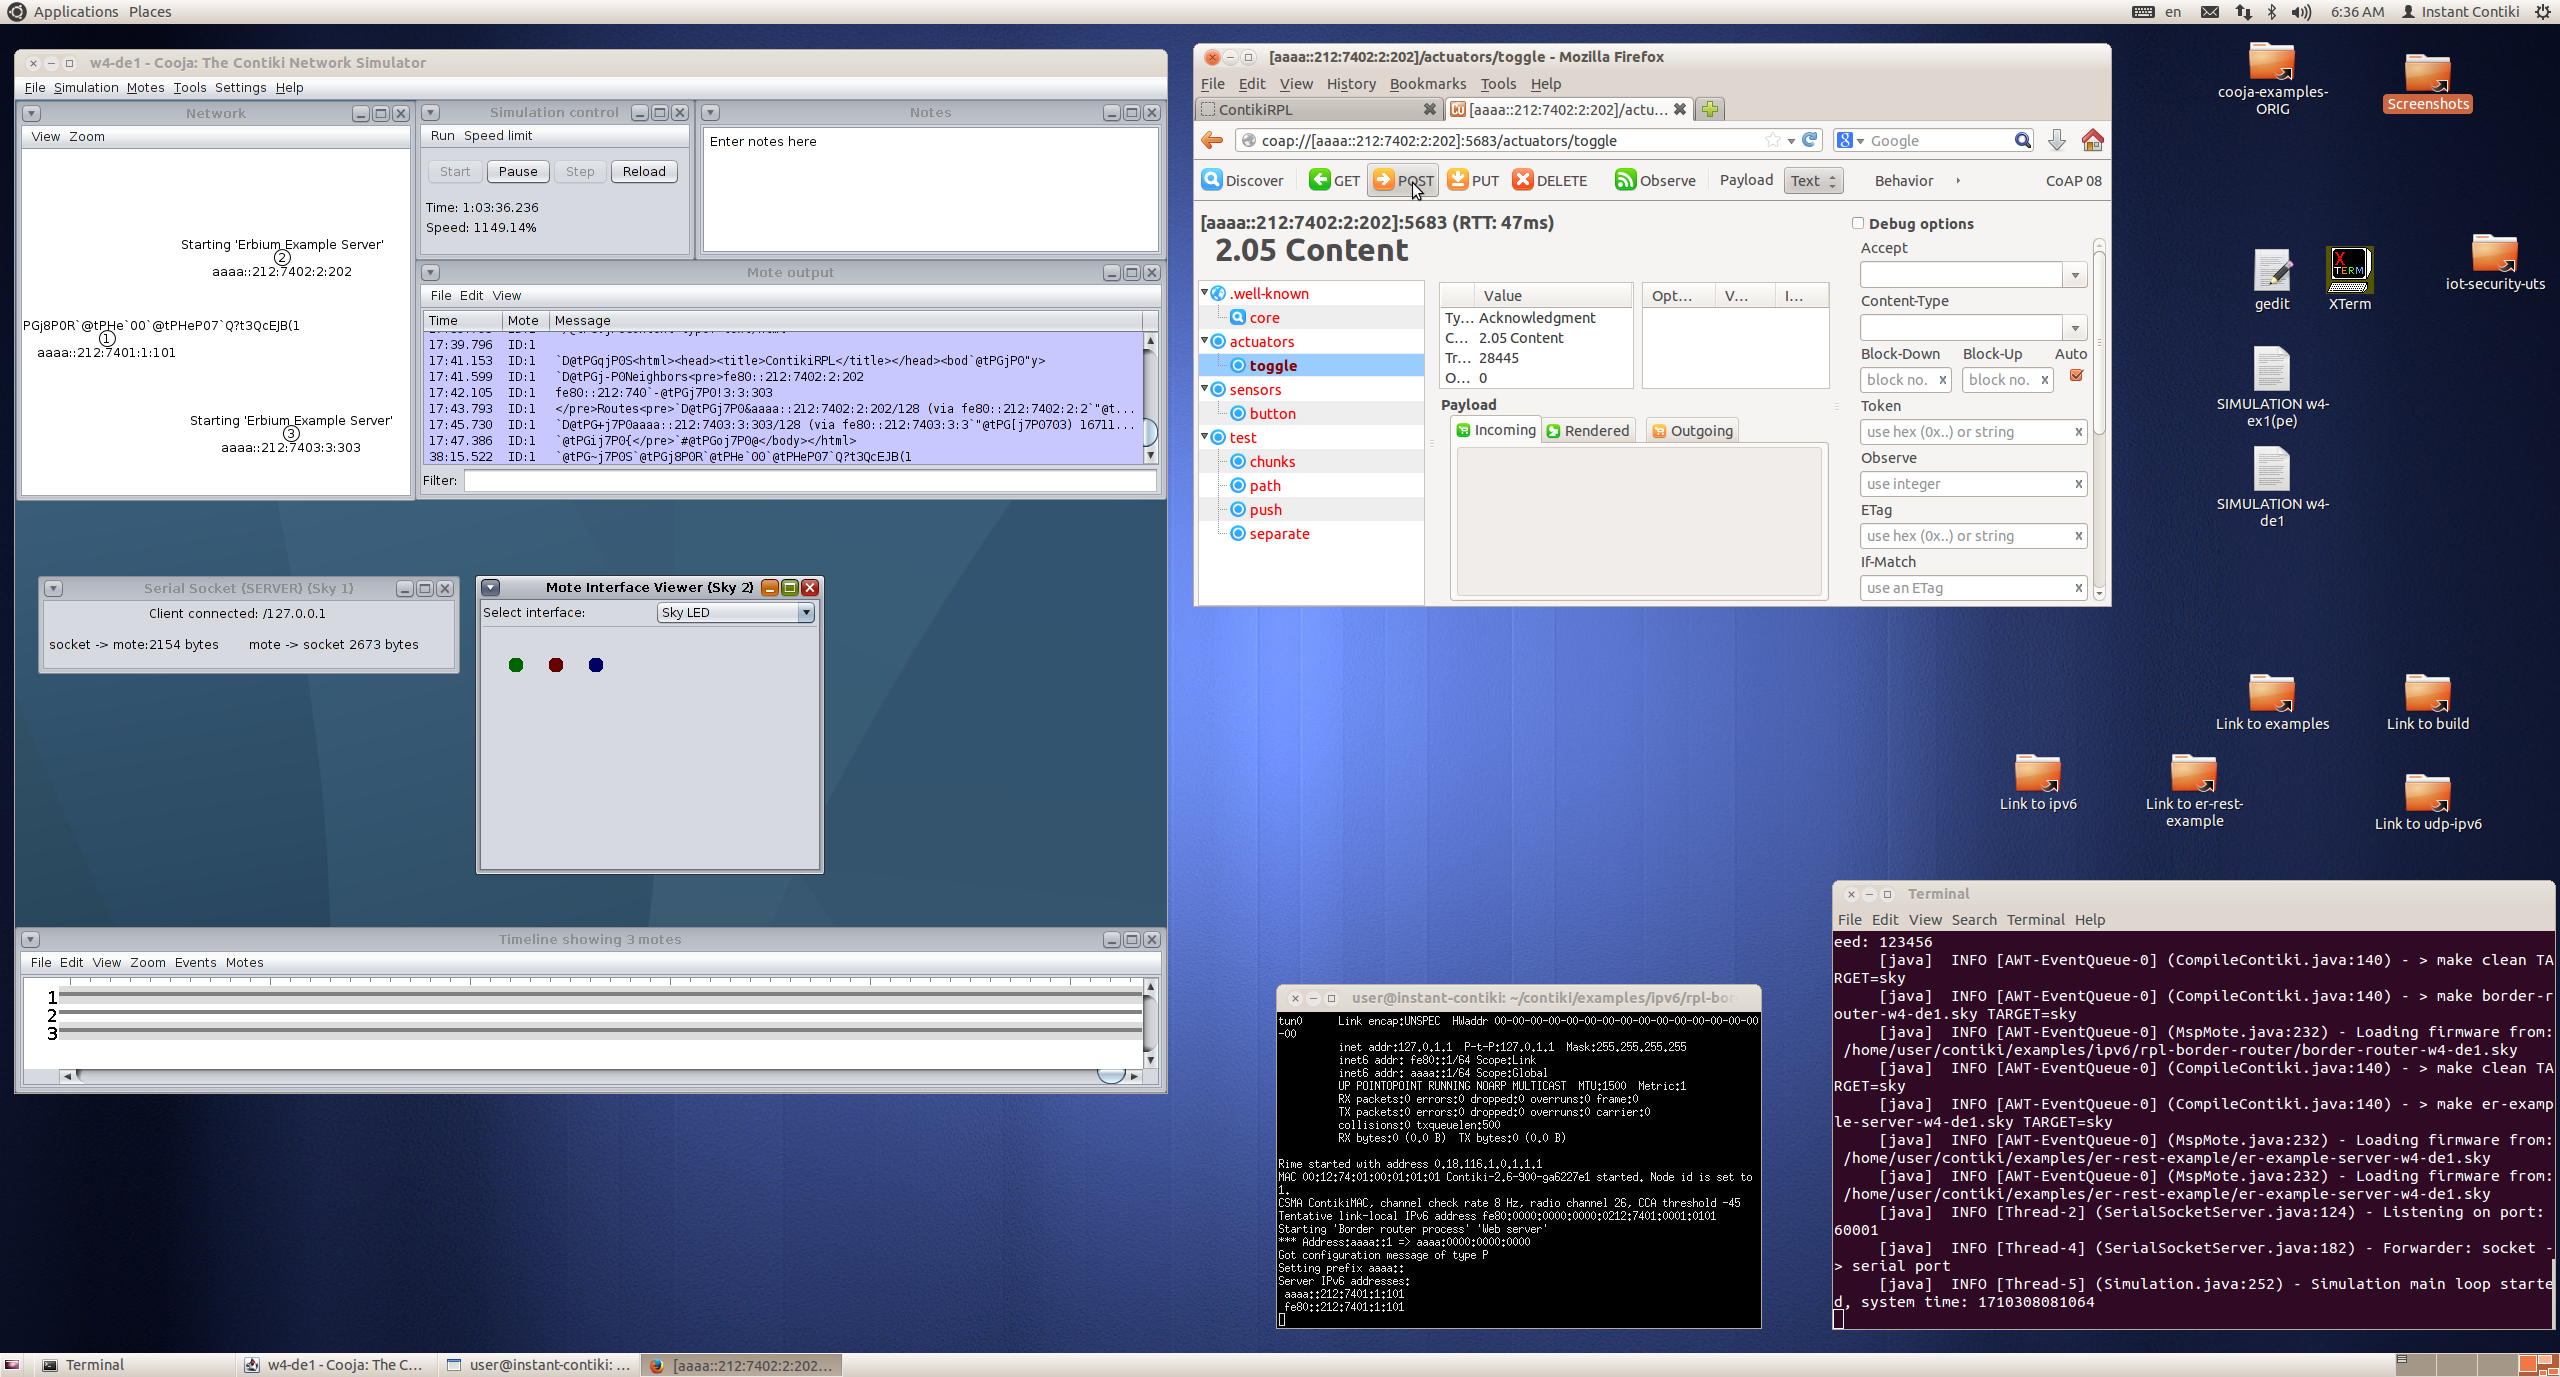 Applications Places
en 6:36 AM Instant Contiki
w4-de1 - Cooja: The Contiki Network Simulator
File Simulation Motes Tools Settings Help
Network
View Zoom
Starting 'Erbium Example Server'
2
aaaa::212:7402:2:202
PGj8P0R`@tPHe`00`@tPHeP07`Q?t3QcEJB(1
1
aaaa::212:7401:1:101
Starting 'Erbium Example Server'
3
aaaa::212:7403:3:303
Simulation control
Run Speed limit
Start Pause Step Reload
Time: 1:03:36.236
Speed: 1149.14%
Notes
Enter notes here
Mote output
File Edit View
Time Mote Message
17:39.796 ID:1
17:41.153 ID:1 `D@tPGqjP0S<html><head><title>ContikiRPL</title></head><bod`@tPGjP0"y>
17:41.599 ID:1 `D@tPGj-P0Neighbors<pre>fe80::212:7402:2:202
17:42.105 ID:1 fe80::212:740`-@tPGj7P0!3:3:303
17:43.793 ID:1 </pre>Routes<pre>`D@tPGj7P0&aaaa::212:7402:2:202/128 (via fe80::212:7402:2:2`"@t...
17:45.730 ID:1 `D@tPG+j7P0aaaa::212:7403:3:303/128 (via fe80::212:7403:3:3`"@tPG[j7P0703) 16711...
17:47.386 ID:1 `@tPGij7P0{</pre>`#@tPGoj7P0@</body></html>
38:15.522 ID:1 `@tPG~j7P0S`@tPGj8P0R`@tPHe`00`@tPHeP07`Q?t3QcEJB(1
Filter:
Serial Socket (SERVER) (Sky 1)
Client connected: /127.0.0.1
socket -> mote:2154 bytes mote -> socket 2673 bytes
Mote Interface Viewer (Sky 2)
Select interface: Sky LED
Timeline showing 3 motes
File Edit View Zoom Events Motes
1
2
3
[aaaa::212:7402:2:202]/actuators/toggle - Mozilla Firefox
File Edit View History Bookmarks Tools Help
ContikiRPL [aaaa::212:7402:2:202]/actu...
coap://[aaaa::212:7402:2:202]:5683/actuators/toggle Google
Discover GET POST PUT DELETE Observe Payload Text Behavior CoAP 08
[aaaa::212:7402:2:202]:5683 (RTT: 47ms)
2.05 Content
.well-known
core
actuators
toggle
sensors
button
test
chunks
path
push
separate
Value
Ty... Acknowledgment
C... 2.05 Content
Tr... 28445
O... 0
Opt... V... I...
Payload
Incoming Rendered Outgoing
Debug options
Accept
Content-Type
Block-Down Block-Up Auto
block no. x block no. x
Token
use hex (0x..) or string x
Observe
use integer x
ETag
use hex (0x..) or string x
If-Match
use an ETag x
cooja-examples-
ORIG
Screenshots
gedit
XTERM
XTerm
iot-security-uts
SIMULATION w4-
ex1(pe)
SIMULATION w4-
de1
Link to examples
Link to build
Link to ipv6
Link to er-rest-
example
Link to udp-ipv6
user@instant-contiki: ~/contiki/examples/ipv6/rpl-bor
tun0 Link encap:UNSPEC HWaddr 00-00-00-00-00-00-00-00-00-00-00-00-00-00-00
-00
inet addr:127.0.1.1 P-t-P:127.0.1.1 Mask:255.255.255.255
inet6 addr: fe80::1/64 Scope:Link
inet6 addr: aaaa::1/64 Scope:Global
UP POINTOPOINT RUNNING NOARP MULTICAST MTU:1500 Metric:1
RX packets:0 errors:0 dropped:0 overruns:0 frame:0
TX packets:0 errors:0 dropped:0 overruns:0 carrier:0
collisions:0 txqueuelen:500
RX bytes:0 (0.0 B) TX bytes:0 (0.0 B)
Rime started with address 0.18.116.1.0.1.1.1
MAC 00:12:74:01:00:01:01:01 Contiki-2.6-900-ga6227e1 started. Node id is set to
1.
CSMA ContikiMAC, channel check rate 8 Hz, radio channel 26, CCA threshold -45
Tentative link-local IPv6 address fe80:0000:0000:0000:0212:7401:0001:0101
Starting 'Border router process' 'Web server'
*** Address:aaaa::1 => aaaa:0000:0000:0000
Got configuration message of type P
Setting prefix aaaa::
Server IPv6 addresses:
aaaa::212:7401:1:101
fe80::212:7401:1:101
Terminal
File Edit View Search Terminal Help
eed: 123456
[java] INFO [AWT-EventQueue-0] (CompileContiki.java:140) - > make clean TA
RGET=sky
[java] INFO [AWT-EventQueue-0] (CompileContiki.java:140) - > make border-r
outer-w4-de1.sky TARGET=sky
[java] INFO [AWT-EventQueue-0] (MspMote.java:232) - Loading firmware from:
/home/user/contiki/examples/ipv6/rpl-border-router/border-router-w4-de1.sky
[java] INFO [AWT-EventQueue-0] (CompileContiki.java:140) - > make clean TA
RGET=sky
[java] INFO [AWT-EventQueue-0] (CompileContiki.java:140) - > make er-examp
le-server-w4-de1.sky TARGET=sky
[java] INFO [AWT-EventQueue-0] (MspMote.java:232) - Loading firmware from:
/home/user/contiki/examples/er-rest-example/er-example-server-w4-de1.sky
[java] INFO [AWT-EventQueue-0] (MspMote.java:232) - Loading firmware from:
/home/user/contiki/examples/er-rest-example/er-example-server-w4-de1.sky
[java] INFO [Thread-2] (SerialSocketServer.java:124) - Listening on port:
60001
[java] INFO [Thread-4] (SerialSocketServer.java:182) - Forwarder: socket -
> serial port
[java] INFO [Thread-5] (Simulation.java:252) - Simulation main loop starte
d, system time: 1710308081064
Terminal w4-de1 - Cooja: The C... user@instant-contiki: ... [aaaa::212:7402:2:202...